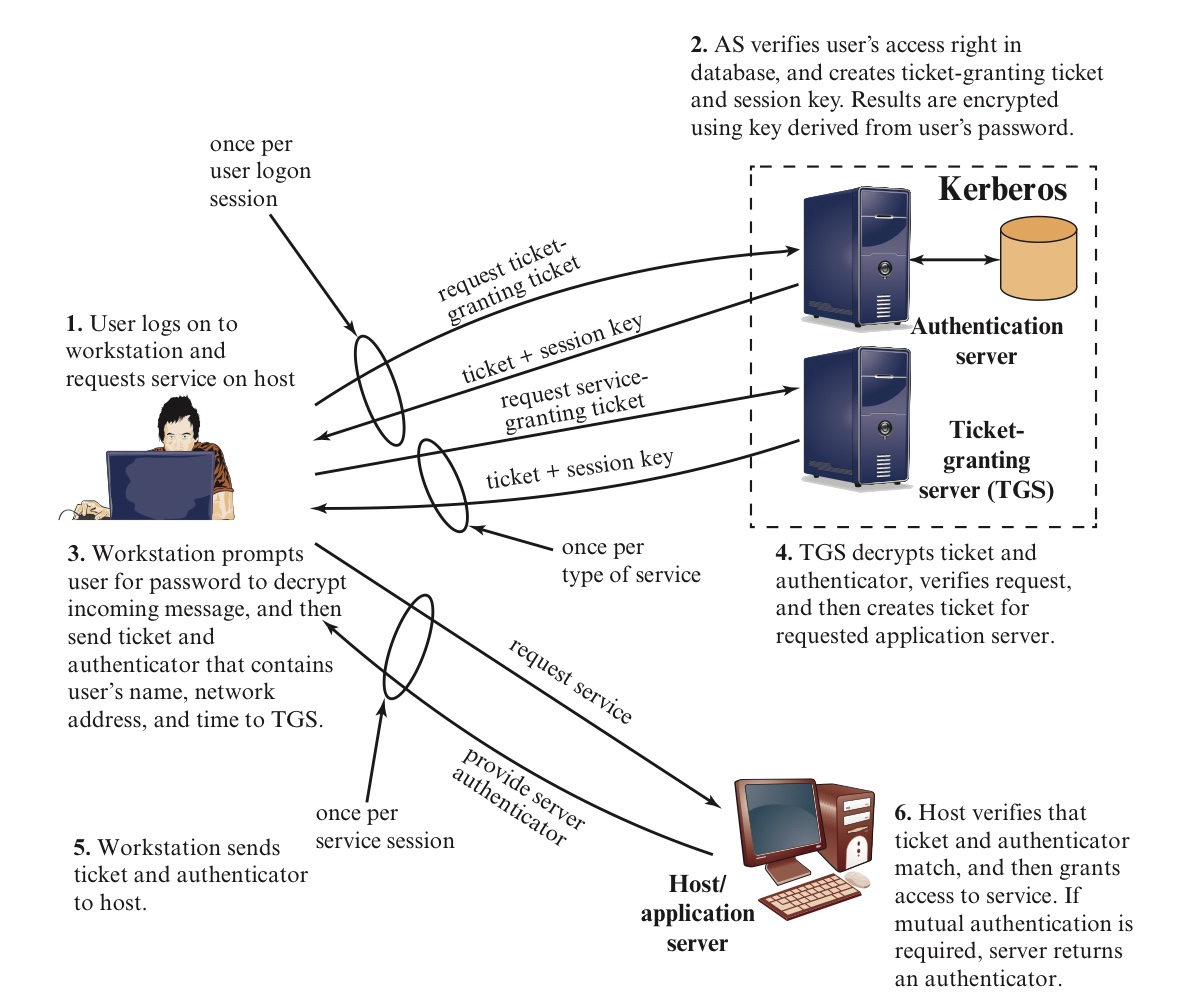 2. AS verifies user's access right in
database, and creates ticket-granting ticket
and session key. Results are encrypted
using key derived from user's password.
once per
user logon
session
Kerberos
request ticket-
granting ticket
1. User logs on to
workstation and
requests service on host
ticket + session key
Authentication
server
request service-
granting ticket
Ticket-
granting
server (TGS)
ticket + session key
once per
type of service
3. Workstation prompts
user for password to decrypt
incoming message, and then
send ticket and
authenticator that contains
user's name, network
address, and time to TGS.
4. TGS decrypts ticket and
authenticator, verifies request,
and then creates ticket for
requested application server.
request service
provide server
authenticator
once per
service session
5. Workstation sends
ticket and authenticator
to host.
Host/
application
server
6. Host verifies that
ticket and authenticator
match, and then grants
access to service. If
mutual authentication is
required, server returns
an authenticator.